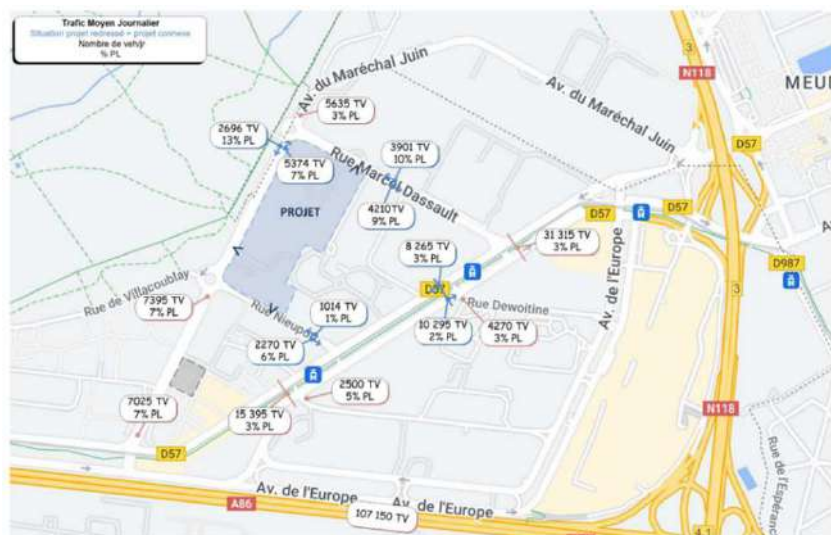 Trafic Moyen Journalier
Situation projet redressé + projet connexe
Nombre de veh/j
% PL
Av. du Maréchal Juin
Av. du Maréchal Juin
3
N118
MEU
5635 TV
3% PL
2696 TV
13% PL
5374 TV
7% PL
Rue Marcel Dassault
3901 TV
10% PL
D57
PROJET
4210TV
9% PL
D57
D57
31 315 TV
3% PL
8 265 TV
3% PL
D987
Av. de l'Europe
Rue de Villacoublay
7395 TV
7% PL
D57
Rue Dewoitine
3
Rue Nieuport
1014 TV
1% PL
10 295 TV
2% PL
4270 TV
3% PL
2270 TV
6% PL
2500 TV
5% PL
7025 TV
7% PL
15 395 TV
3% PL
N118
D57
Rue de l'Espérance
Av. de l'Europe
A86
Av. de l'Europe
107 150 TV
4.1